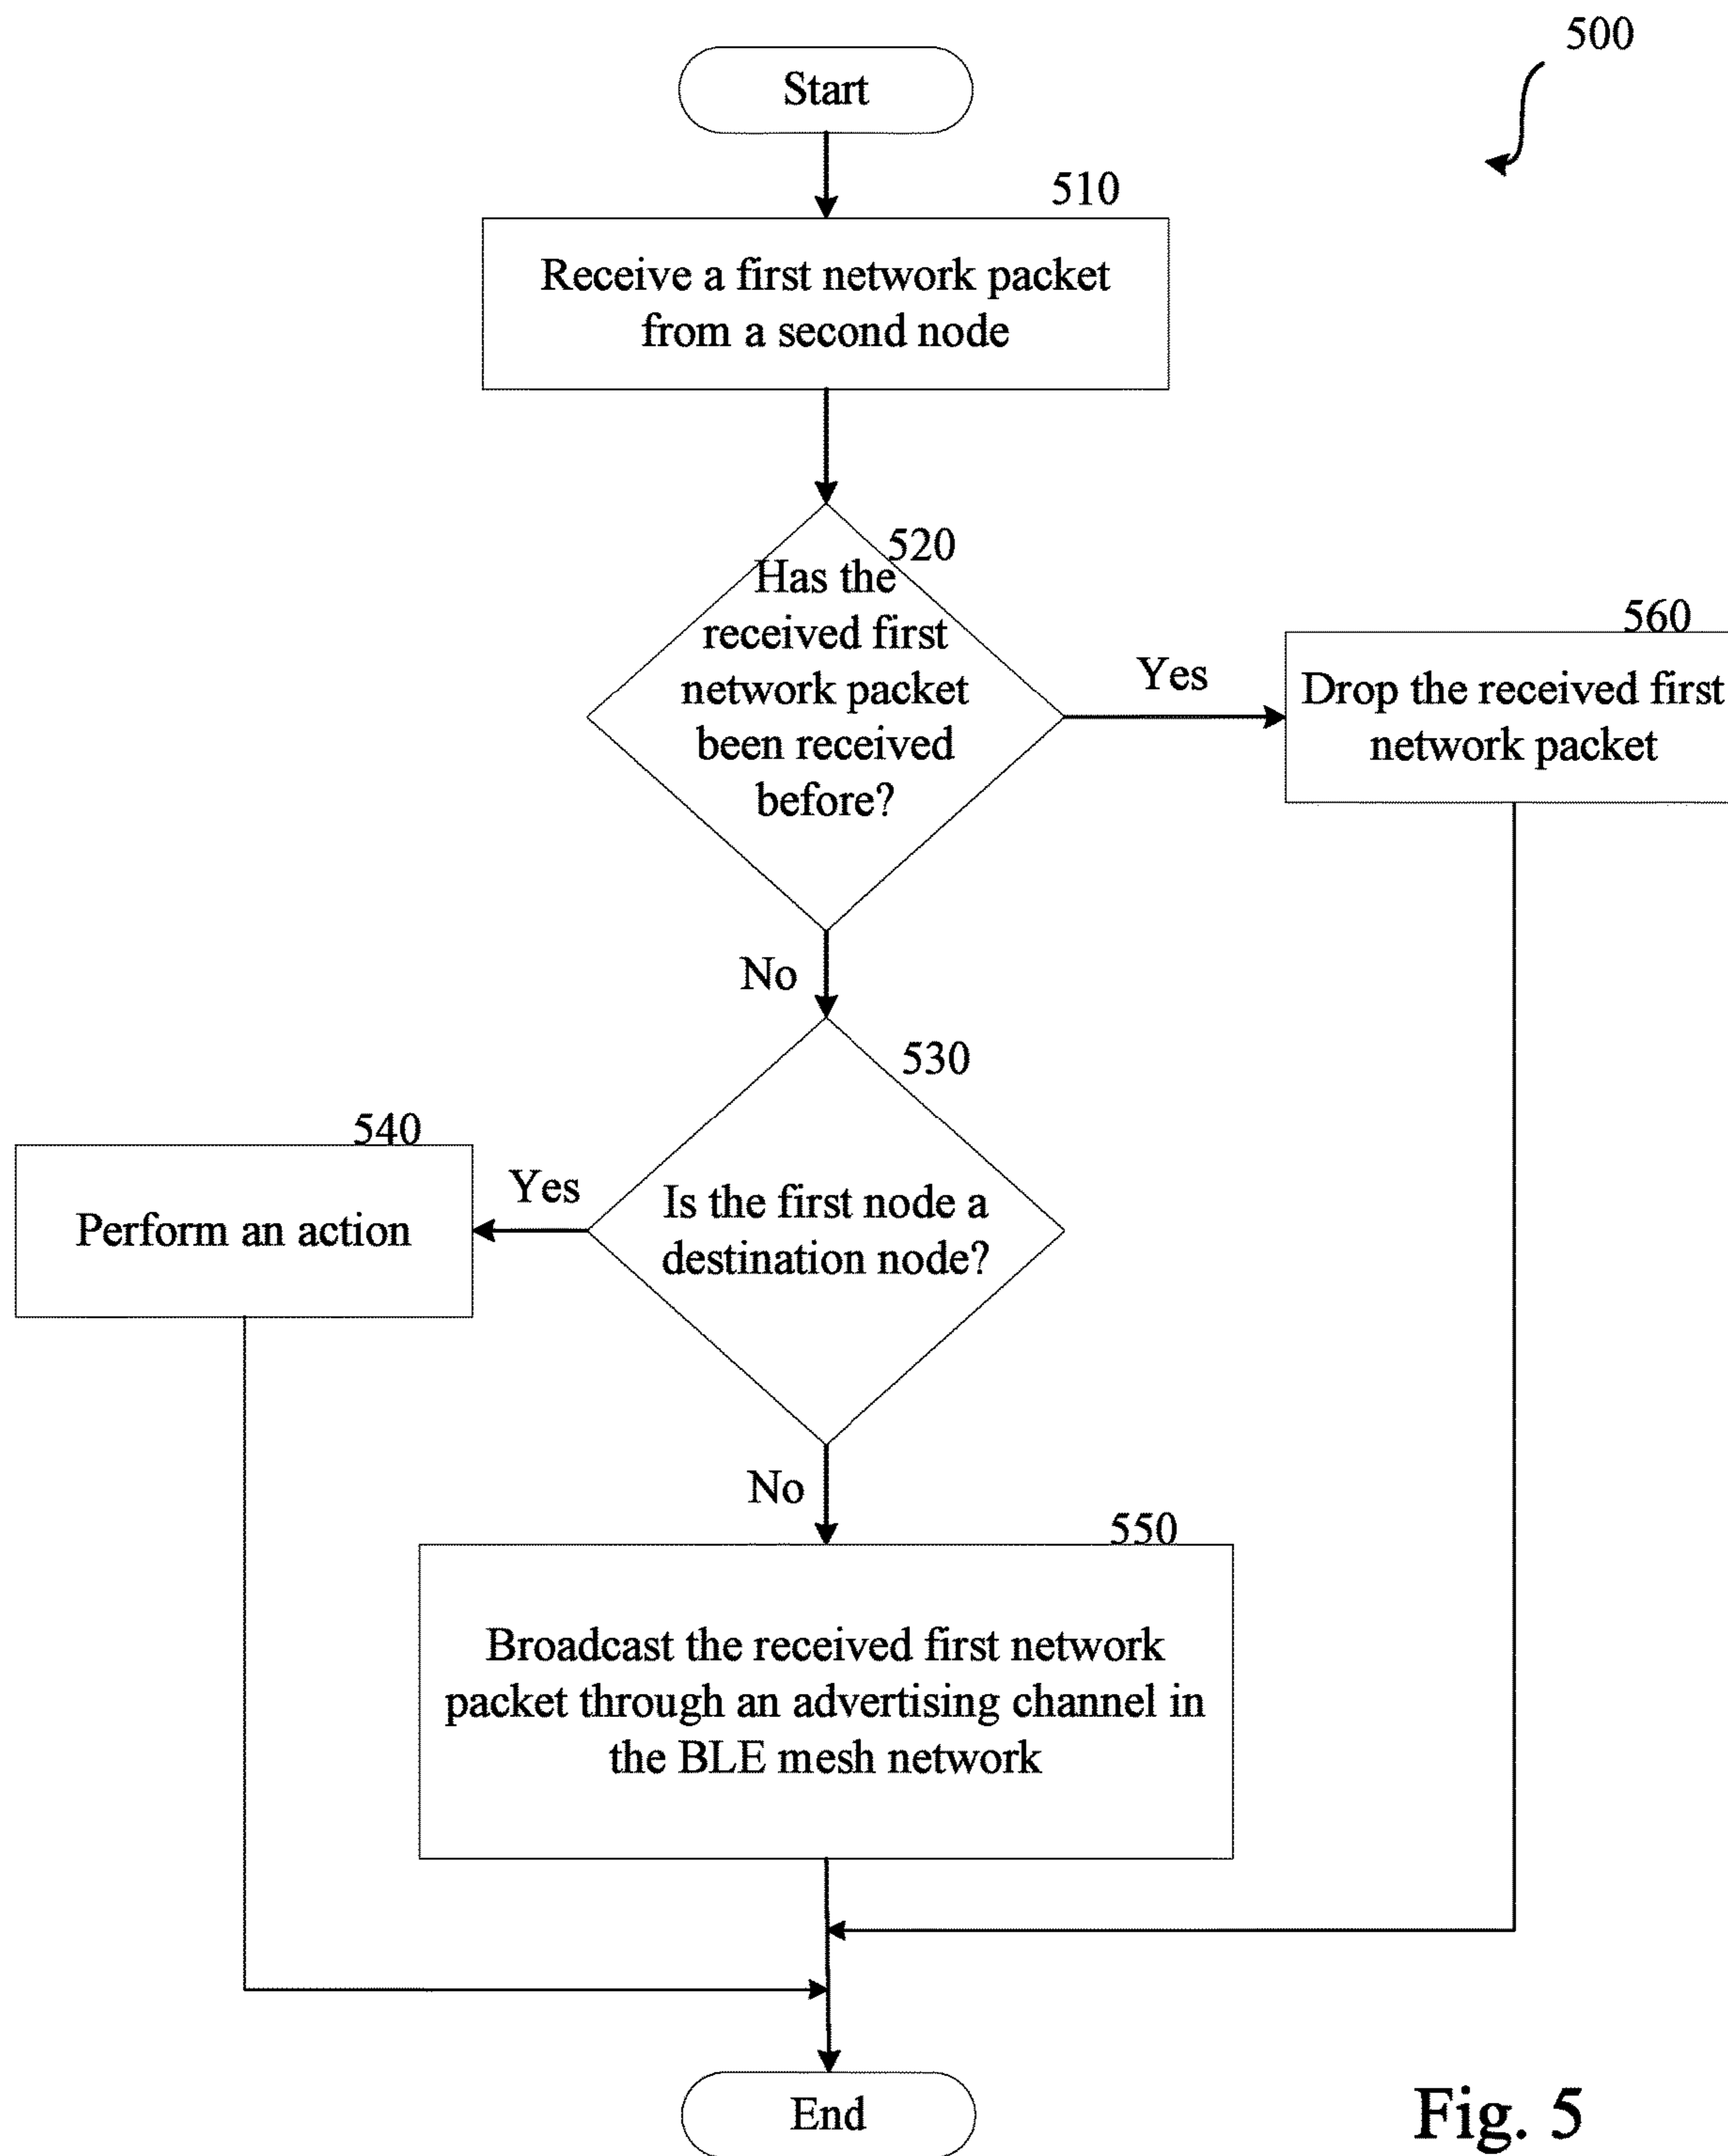 500
Start
510
Receive a first network packet
from a second node
520
Has the
received first
network packet
been received
before?
Yes
560
Drop the received first
network packet
No
530
Is the first node a
destination node?
Yes
540
Perform an action
No
550
Broadcast the received first network
packet through an advertising channel in
the BLE mesh network
End
Fig. 5